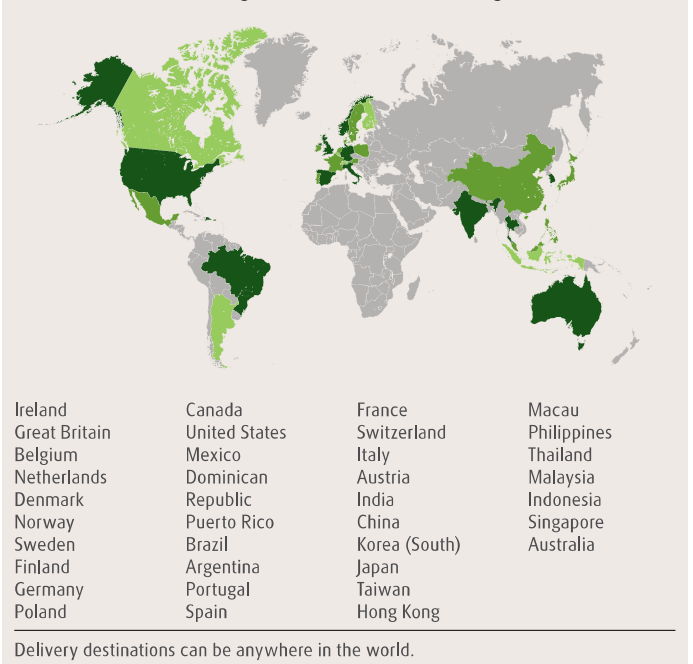 Ireland
Great Britain
Belgium
Netherlands
Denmark
Norway
Sweden
Finland
Germany
Poland
Canada
United States
Mexico
Dominican
Republic
Puerto Rico
Brazil
Argentina
Portugal
Spain
France
Switzerland
Italy
Austria
India
China
Korea (South)
Japan
Taiwan
Hong Kong
Macau
Philippines
Thailand
Malaysia
Indonesia
Singapore
Australia
Delivery destinations can be anywhere in the world.